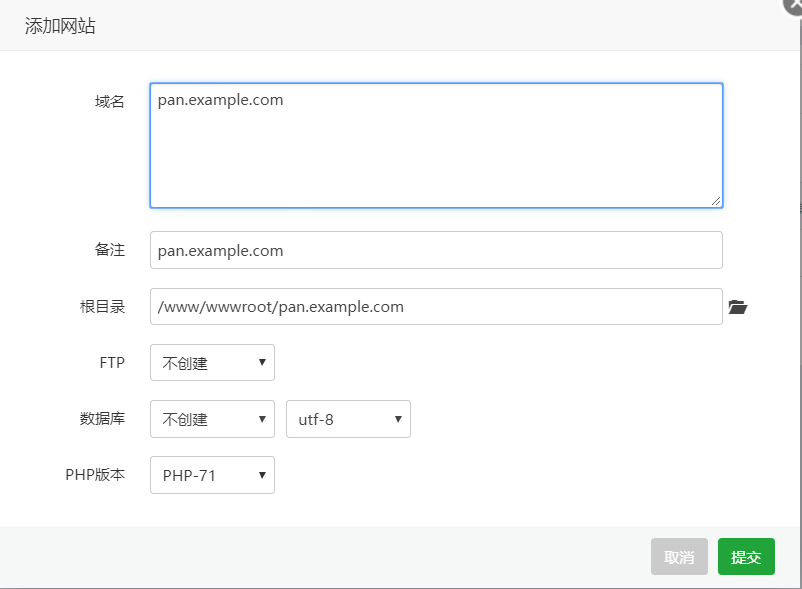 添加网站
域名
pan.example.com
备注
pan.example.com
根目录
/www/wwwroot/pan.example.com
FTP
不创建
数据库
不创建
utf-8
PHP版本
PHP-71
取消
提交